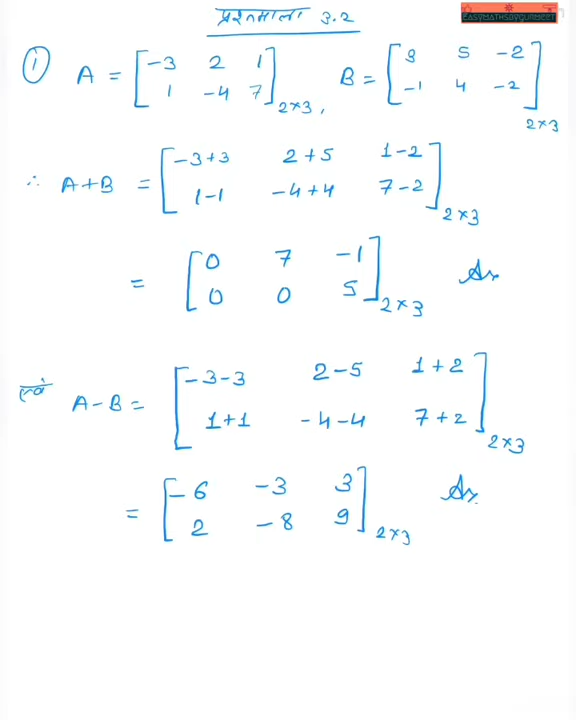 प्रश्नमाला 3.2
EASYMATHSBYGURJEET
① A = [-3 2 1
1 -4 7]2×3, B = [3 5 -2
-1 4 -2]2×3
∴ A+B = [-3+3 2+5 1-2
1-1 -4+4 7-2]2×3
= [0 7 -1
0 0 5]2×3 Ans
एवं A-B = [-3-3 2-5 1+2
1+1 -4-4 7+2]2×3
= [-6 -3 3
2 -8 9]2×3 Ans